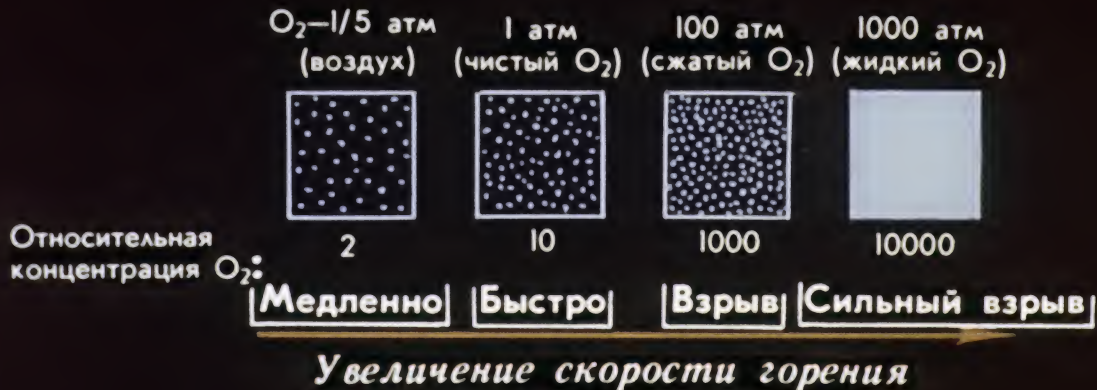 O₂—1/5 атм 1 атм 100 атм 1000 атм
(воздух) (чистый O₂) (сжатый O₂) (жидкий O₂)
Относительная
концентрация O₂: 2 10 1000 10000
Медленно Быстро Взрыв Сильный взрыв
Увеличение скорости горения